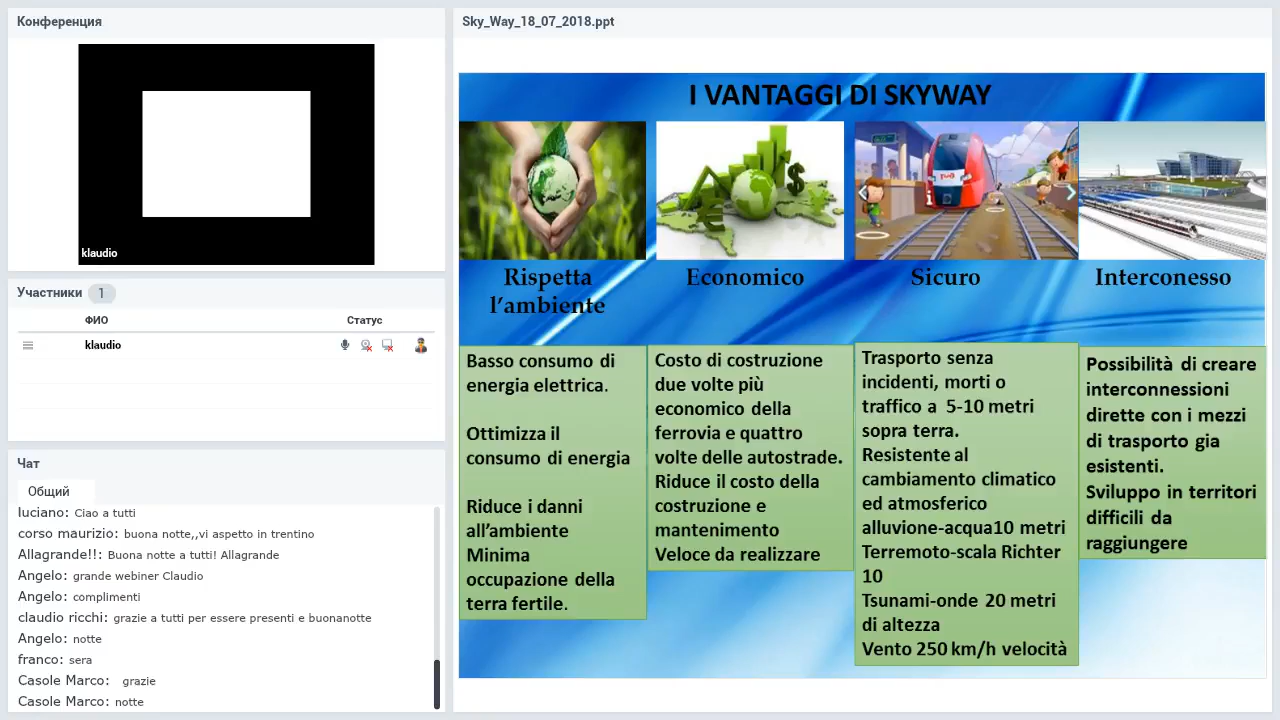 Конференция
klaudio
Участники 1
ФИО Статус
klaudio
Чат
Общий
luciano: Ciao a tutti
corso maurizio: buona notte,,vi aspetto in trentino
Allagrande!!: Buona notte a tutti! Allagrande
Angelo: grande webiner Claudio
Angelo: complimenti
claudio ricchi: grazie a tutti per essere presenti e buonanotte
Angelo: notte
franco: sera
Casole Marco: grazie
Casole Marco: notte
Sky_Way_18_07_2018.ppt
I VANTAGGI DI SKYWAY
Rispetta
l’ambiente
Basso consumo di
energia elettrica.
Ottimizza il
consumo di energia
Riduce i danni
all’ambiente
Minima
occupazione della
terra fertile.
Economico
Costo di costruzione
due volte più
economico della
ferrovia e quattro
volte delle autostrade.
Riduce il costo della
costruzione e
mantenimento
Veloce da realizzare
Sicuro
Trasporto senza
incidenti, morti o
traffico a 5-10 metri
sopra terra.
Resistente al
cambiamento climatico
ed atmosferico
alluvione-acqua10 metri
Terremoto-scala Richter
10
Tsunami-onde 20 metri
di altezza
Vento 250 km/h velocità
Interconesso
Possibilità di creare
interconnessioni
dirette con i mezzi
di trasporto gia
esistenti.
Sviluppo in territori
difficili da
raggiungere